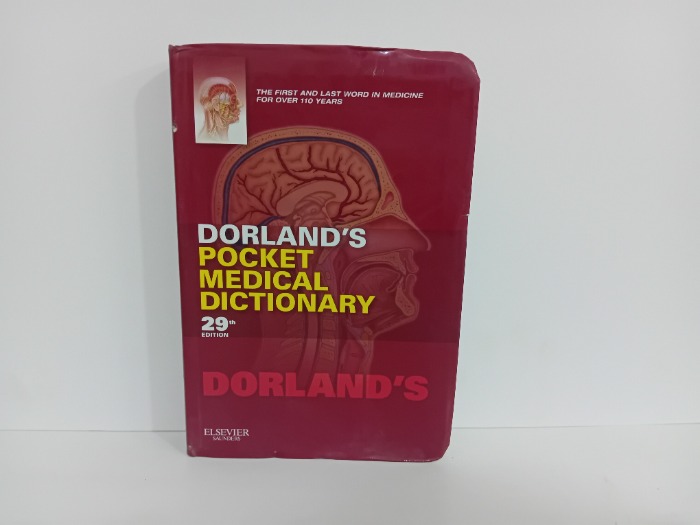 THE FIRST AND LAST WORD IN MEDICINE
FOR OVER 110 YEARS
DORLAND'S
POCKET
MEDICAL
DICTIONARY
29th
EDITION
DORLAND'S
ELSEVIER
SAUNDERS